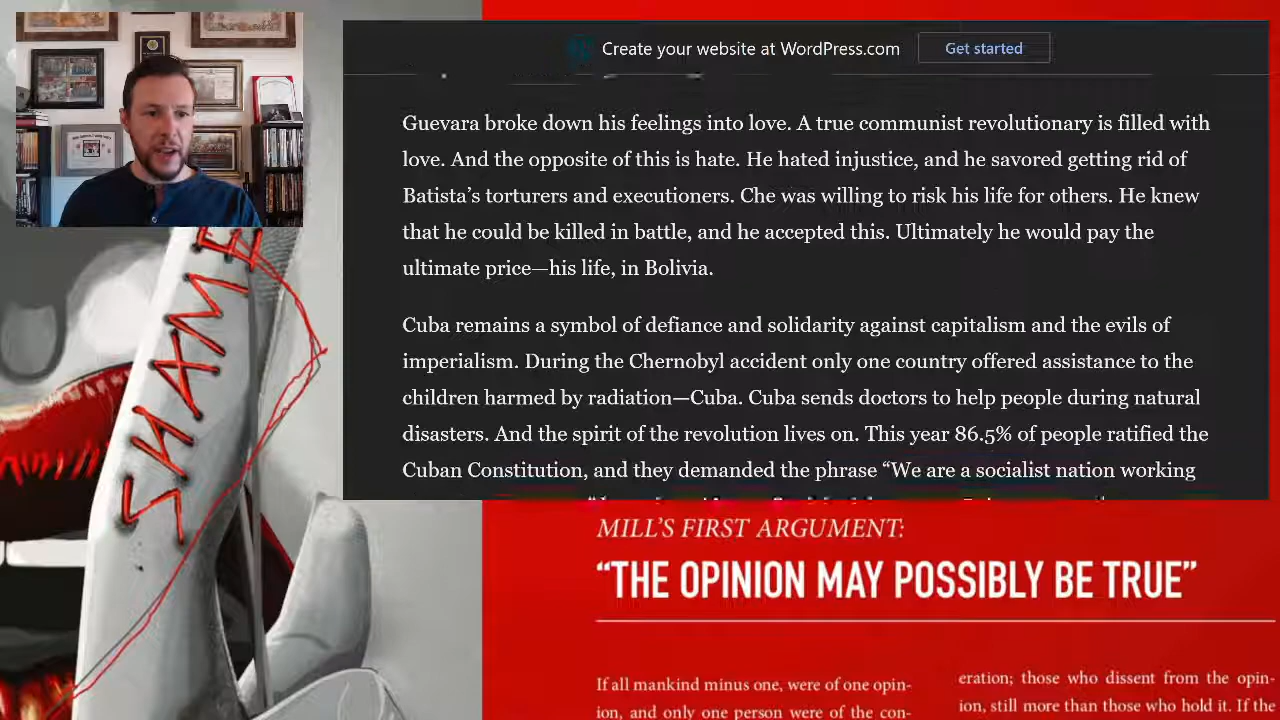 Create your website at WordPress.com
Get started
Guevara broke down his feelings into love. A true communist revolutionary is filled with
love. And the opposite of this is hate. He hated injustice, and he savored getting rid of
Batista’s torturers and executioners. Che was willing to risk his life for others. He knew
that he could be killed in battle, and he accepted this. Ultimately he would pay the
ultimate price—his life, in Bolivia.
Cuba remains a symbol of defiance and solidarity against capitalism and the evils of
imperialism. During the Chernobyl accident only one country offered assistance to the
children harmed by radiation—Cuba. Cuba sends doctors to help people during natural
disasters. And the spirit of the revolution lives on. This year 86.5% of people ratified the
Cuban Constitution, and they demanded the phrase “We are a socialist nation working
SHAME
MILL’S FIRST ARGUMENT:
“THE OPINION MAY POSSIBLY BE TRUE”
If all mankind minus one, were of one opin-
ion, and only one person were of the con-
eration; those who dissent from the opin-
ion, still more than those who hold it. If the